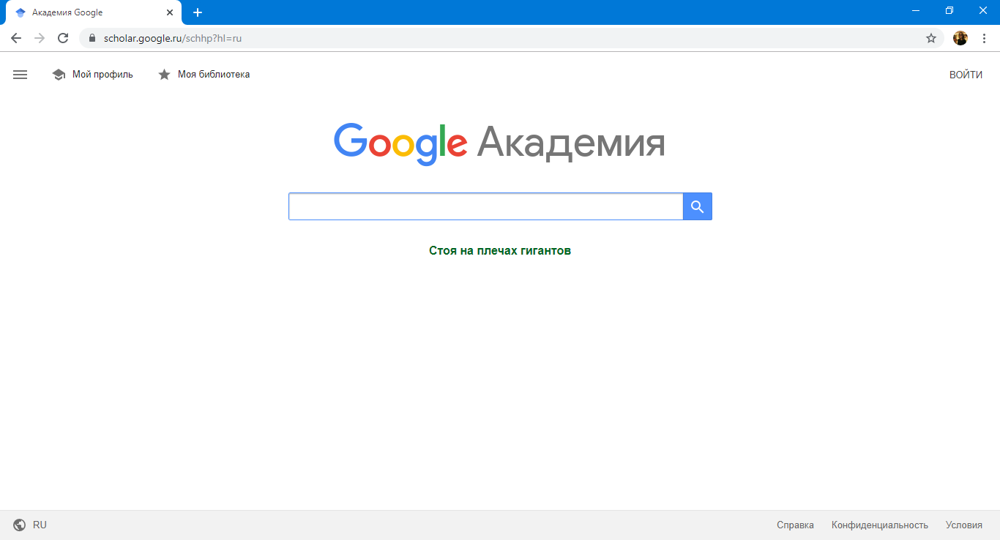 Академия Google
scholar.google.ru/schhp?hl=ru
Мой профиль Моя библиотека ВОЙТИ
Google Академия
Стоя на плечах гигантов
RU Справка Конфиденциальность Условия